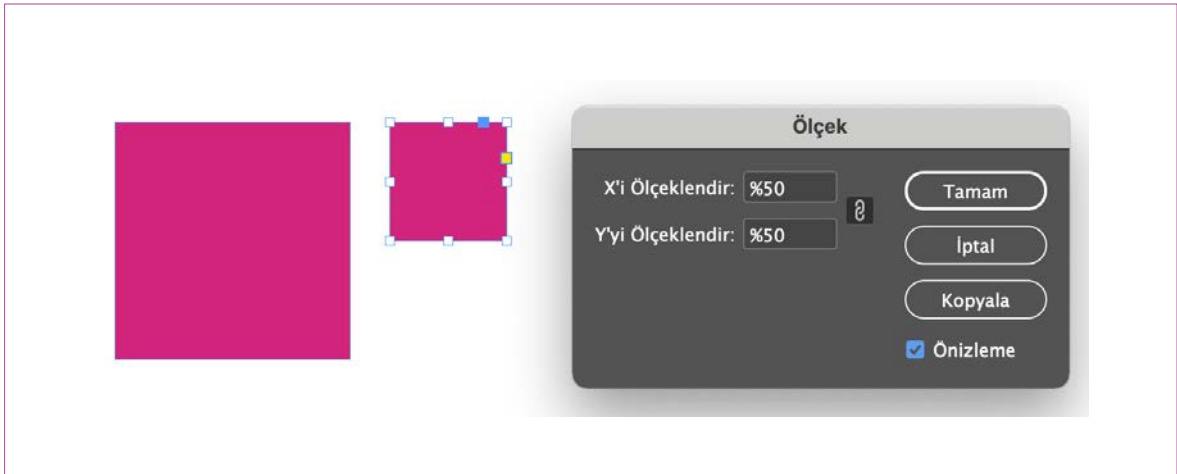 Ölçek
X'i Ölçeklendir: %50
Y'yi Ölçeklendir: %50
Tamam
İptal
Kopyala
Önizleme